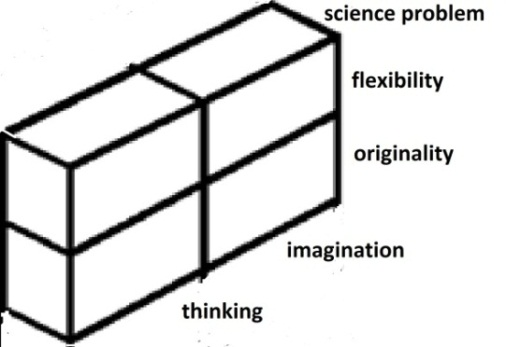 science problem
flexibility
originality
imagination
thinking